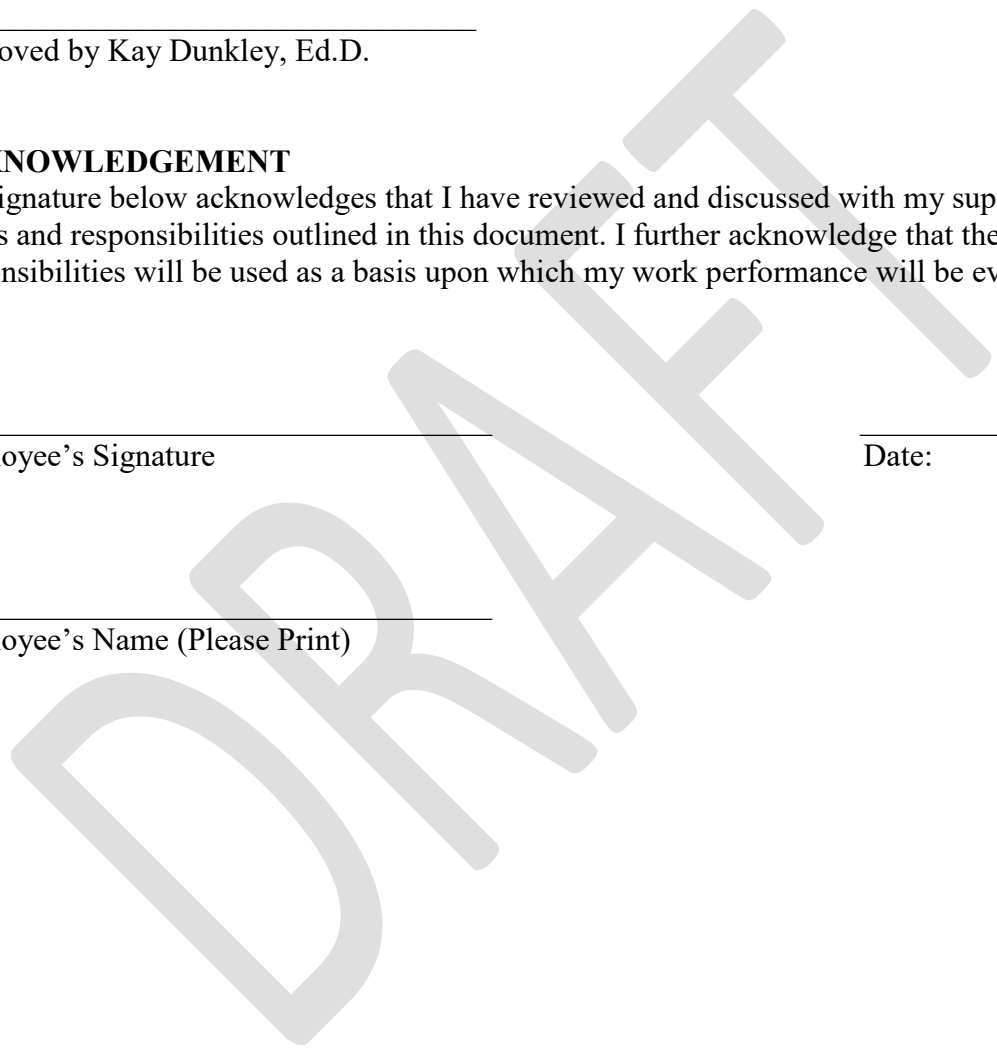 oved by Kay Dunkley, Ed.D.
KNOWLEDGEMENT
ignature below acknowledges that I have reviewed and discussed with my sup
s and responsibilities outlined in this document. I further acknowledge that the
onsibilities will be used as a basis upon which my work performance will be ev
oyee’s Signature
Date:
oyee’s Name (Please Print)
DRAFT